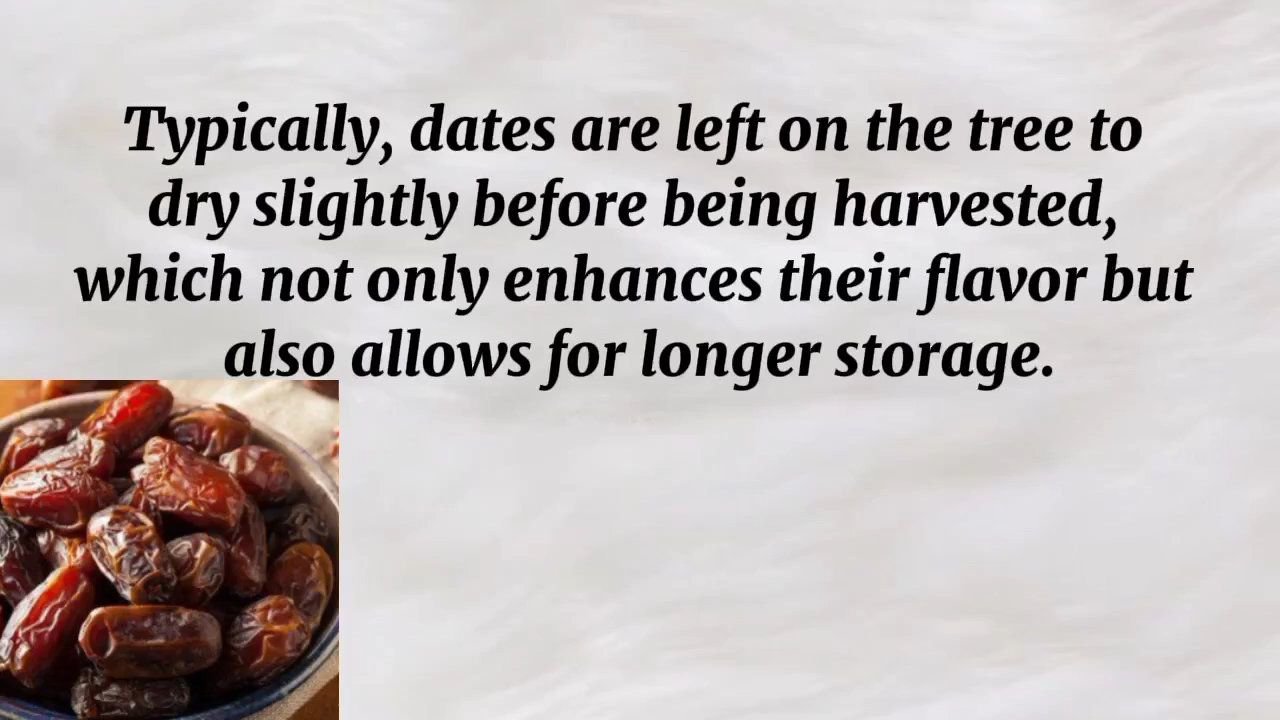 Typically, dates are left on the tree to
dry slightly before being harvested,
which not only enhances their flavor but
also allows for longer storage.